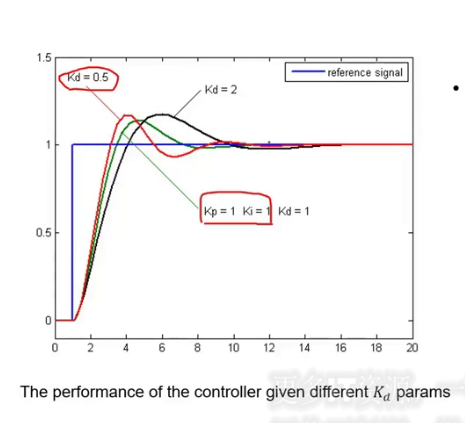 1.5
reference signal
Kd = 0.5
Kd = 2
1
Kp = 1 Ki = 1 Kd = 1
0.5
0
0 2 4 6 8 10 12 14 16 18 20
The performance of the controller given different K_d params